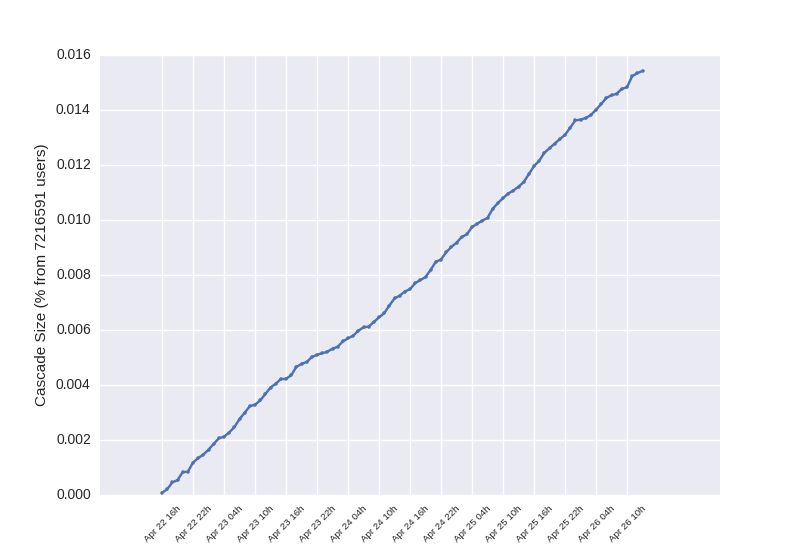 0.016
0.014
0.012
0.010
0.008
0.006
0.004
0.002
0.000
Cascade Size (% from 7216591 users)
Apr 22 16h
Apr 22 22h
Apr 23 04h
Apr 23 10h
Apr 23 16h
Apr 23 22h
Apr 24 04h
Apr 24 10h
Apr 24 16h
Apr 24 22h
Apr 25 04h
Apr 25 10h
Apr 25 16h
Apr 25 22h
Apr 26 04h
Apr 26 10h